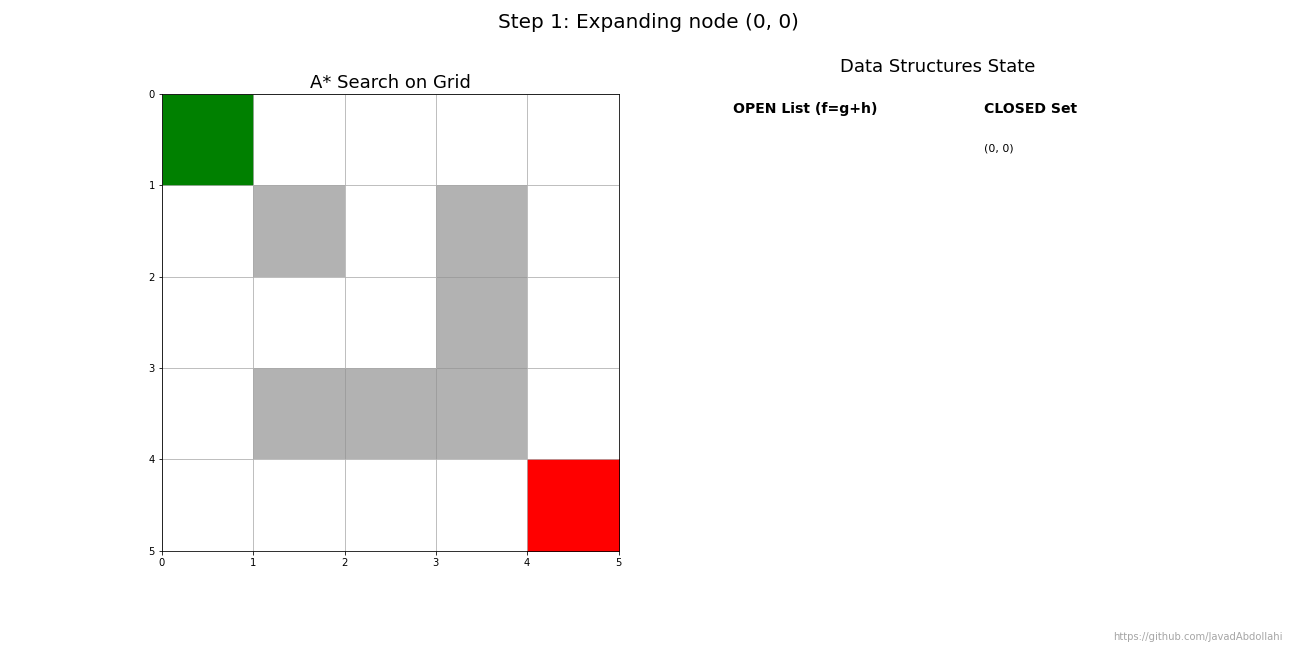 Step 1: Expanding node (0, 0)
A* Search on Grid
0
1
2
3
4
5
0 1 2 3 4 5
Data Structures State
OPEN List (f=g+h) CLOSED Set
(0, 0)
https://github.com/JavadAbdollahi